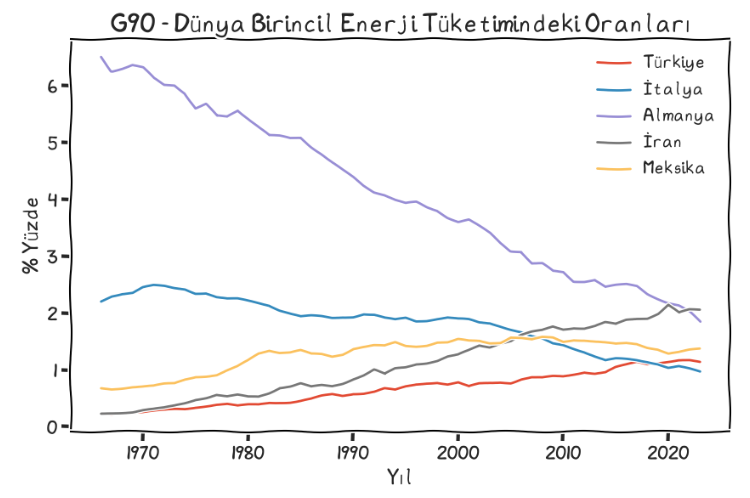 G90 - Dünya Birincil Enerji Tüketimindeki Oranları
Türkiye
İtalya
Almanya
İran
Meksika
% Yüzde
6
5
4
3
2
1
0
1970 1980 1990 2000 2010 2020
Yıl